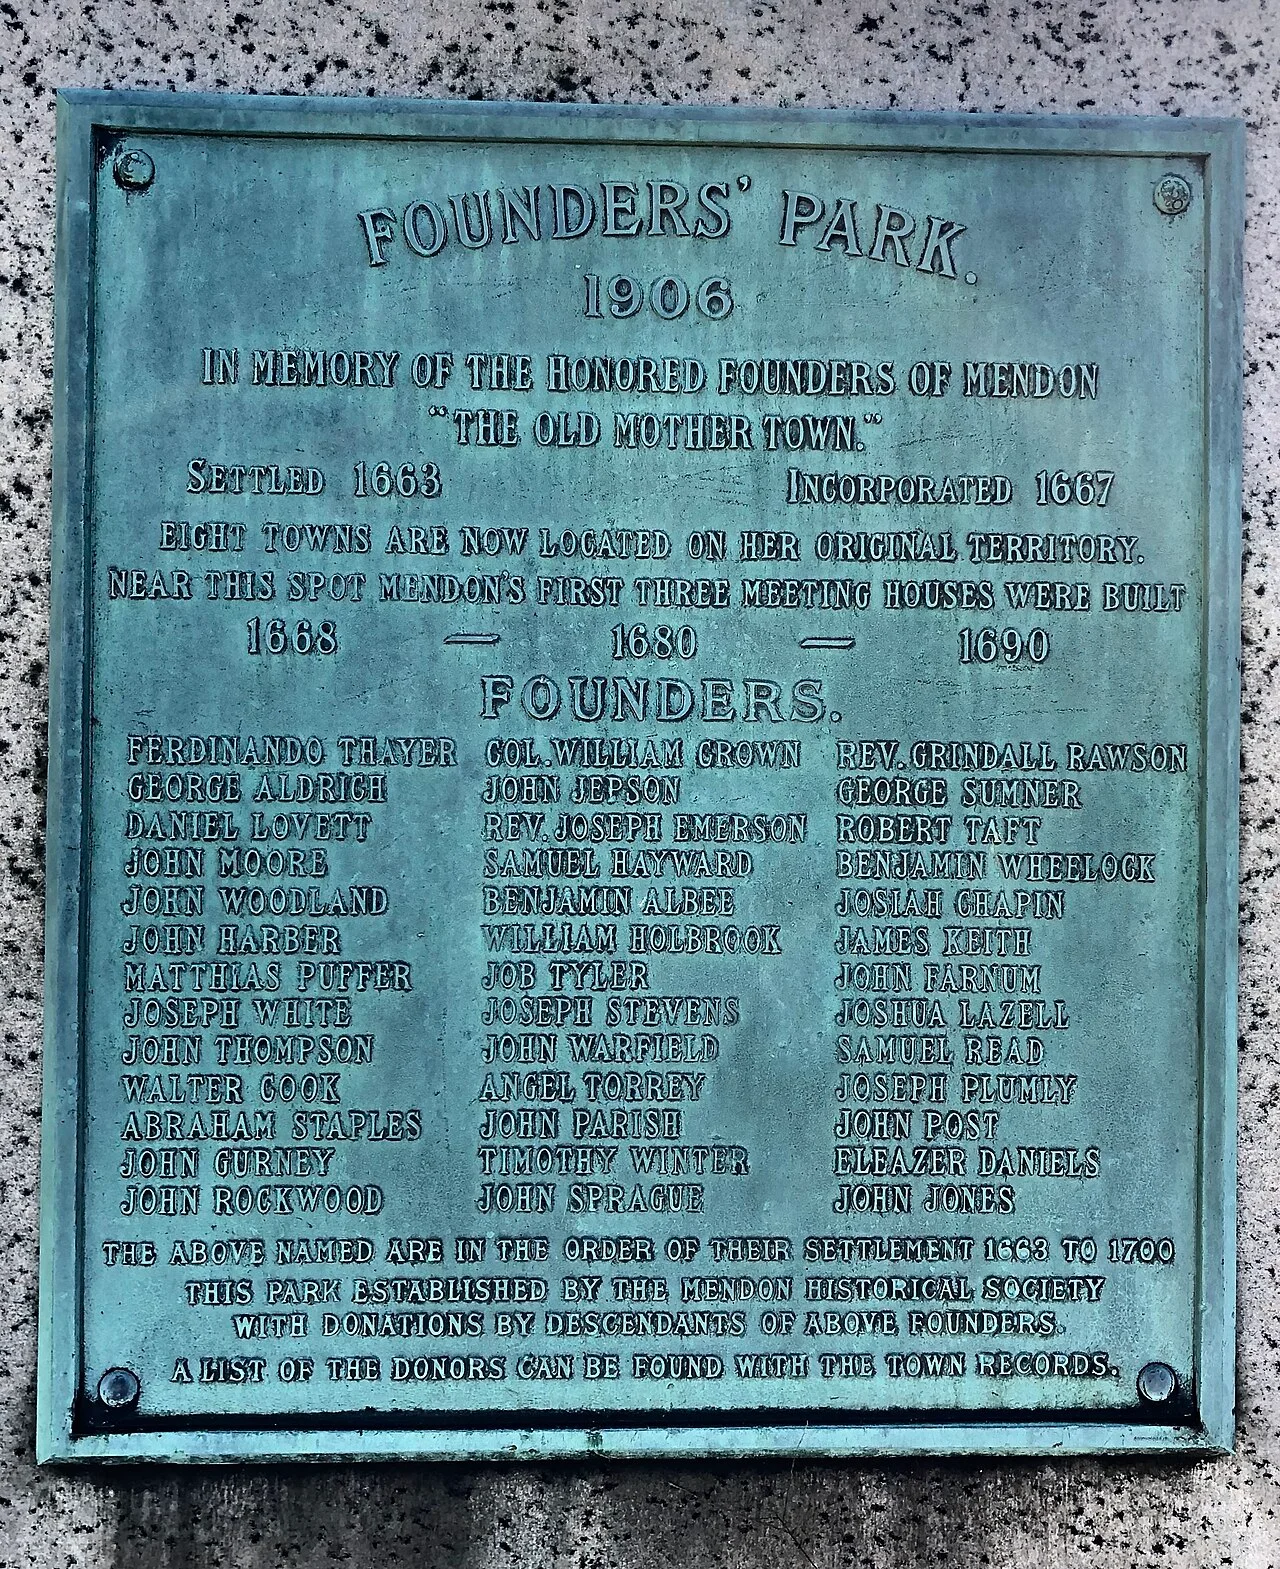 FOUNDERS' PARK.
1906
IN MEMORY OF THE HONORED FOUNDERS OF MENDON
"THE OLD MOTHER TOWN."
SETTLED 1663 INCORPORATED 1667
EIGHT TOWNS ARE NOW LOCATED ON HER ORIGINAL TERRITORY.
NEAR THIS SPOT MENDON'S FIRST THREE MEETING HOUSES WERE BUILT
1668 — 1680 — 1690
FOUNDERS.
FERDINANDO THAYER
GEORGE ALDRICH
DANIEL LOVETT
JOHN MOORE
JOHN WOODLAND
JOHN HARBER
MATTHIAS PUFFER
JOSEPH WHITE
JOHN THOMPSON
WALTER COOK
ABRAHAM STAPLES
JOHN GURNEY
JOHN ROCKWOOD
COL. WILLIAM CROWN
JOHN JEPSON
REV. JOSEPH EMERSON
SAMUEL HAYWARD
BENJAMIN ALBEE
WILLIAM HOLBROOK
JOB TYLER
JOSEPH STEVENS
JOHN WARFIELD
ANGEL TORREY
JOHN PARISH
TIMOTHY WINTER
JOHN SPRAGUE
REV. GRINDALL RAWSON
GEORGE SUMNER
ROBERT TAFT
BENJAMIN WHEELOCK
JOSIAH CHAPIN
JAMES KEITH
JOHN FARNUM
JOSHUA LAZELL
SAMUEL READ
JOSEPH PLUMLY
JOHN POST
ELEAZER DANIELS
JOHN JONES
THE ABOVE NAMED ARE IN THE ORDER OF THEIR SETTLEMENT 1663 TO 1700
THIS PARK ESTABLISHED BY THE MENDON HISTORICAL SOCIETY
WITH DONATIONS BY DESCENDANTS OF ABOVE FOUNDERS.
A LIST OF THE DONORS CAN BE FOUND WITH THE TOWN RECORDS.